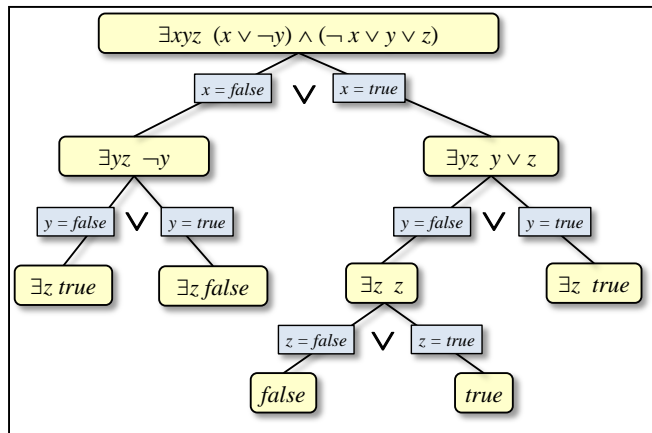 ∃xyz (x ∨ ¬y) ∧ (¬ x ∨ y ∨ z)
x = false ∨ x = true
∃yz ¬y ∃yz y ∨ z
y = false ∨ y = true y = false ∨ y = true
∃z true ∃z false ∃z z ∃z true
z = false ∨ z = true
false true